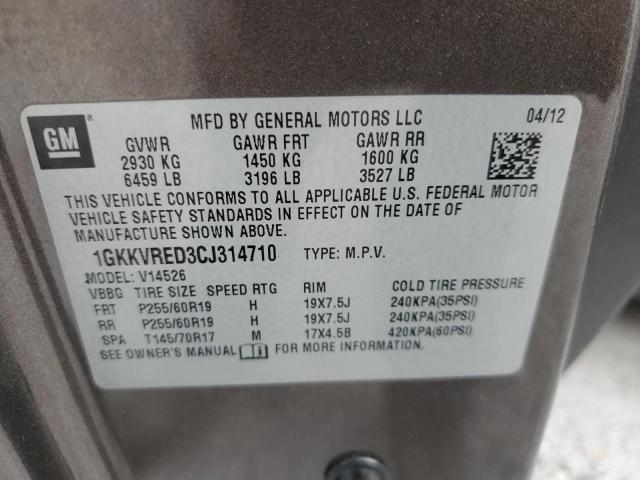 GM
MFD BY GENERAL MOTORS LLC 04/12
GVWR GAWR FRT GAWR RR
2930 KG 1450 KG 1600 KG
6459 LB 3196 LB 3527 LB
THIS VEHICLE CONFORMS TO ALL APPLICABLE U.S. FEDERAL MOTOR
VEHICLE SAFETY STANDARDS IN EFFECT ON THE DATE OF
MANUFACTURE SHOWN ABOVE.
1GKKVRED3CJ314710 TYPE: M.P.V.
MODEL: V14526
VBBG TIRE SIZE SPEED RTG RIM COLD TIRE PRESSURE
FRT P255/60R19 H 19X7.5J 240KPA(35PSI)
RR P255/60R19 H 19X7.5J 240KPA(35PSI)
SPA T145/70R17 M 17X4.5B 420KPA(60PSI)
SEE OWNER'S MANUAL FOR MORE INFORMATION.